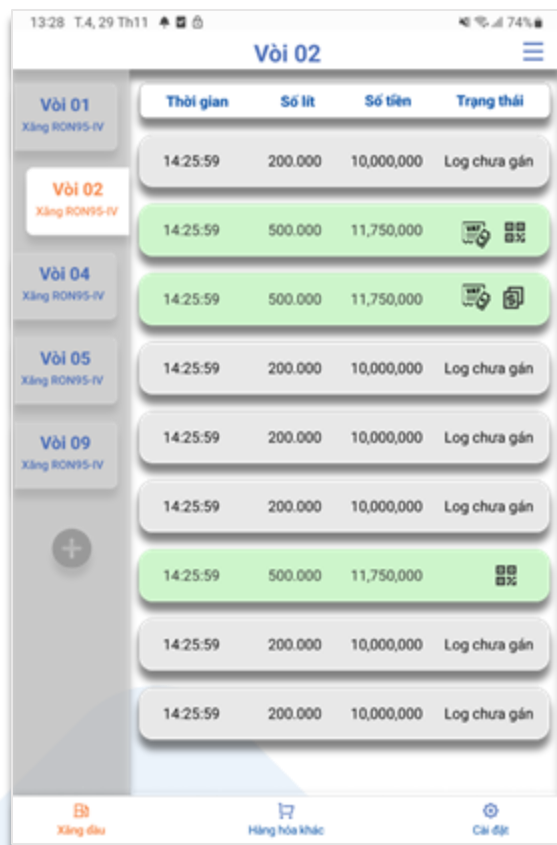 13:28 T.4, 29 Th11 74%
Vòi 02
Vòi 01
Xăng RON95-IV
Vòi 02
Xăng RON95-IV
Vòi 04
Xăng RON95-IV
Vòi 05
Xăng RON95-IV
Vòi 09
Xăng RON95-IV
Thời gian Số lít Số tiền Trạng thái
14:25:59 200.000 10,000,000 Log chưa gán
14:25:59 500.000 11,750,000 VAT
14:25:59 500.000 11,750,000 VAT
14:25:59 200.000 10,000,000 Log chưa gán
14:25:59 200.000 10,000,000 Log chưa gán
14:25:59 200.000 10,000,000 Log chưa gán
14:25:59 500.000 11,750,000
14:25:59 200.000 10,000,000 Log chưa gán
14:25:59 200.000 10,000,000 Log chưa gán
Xăng dầu Hàng hóa khác Cài đặt